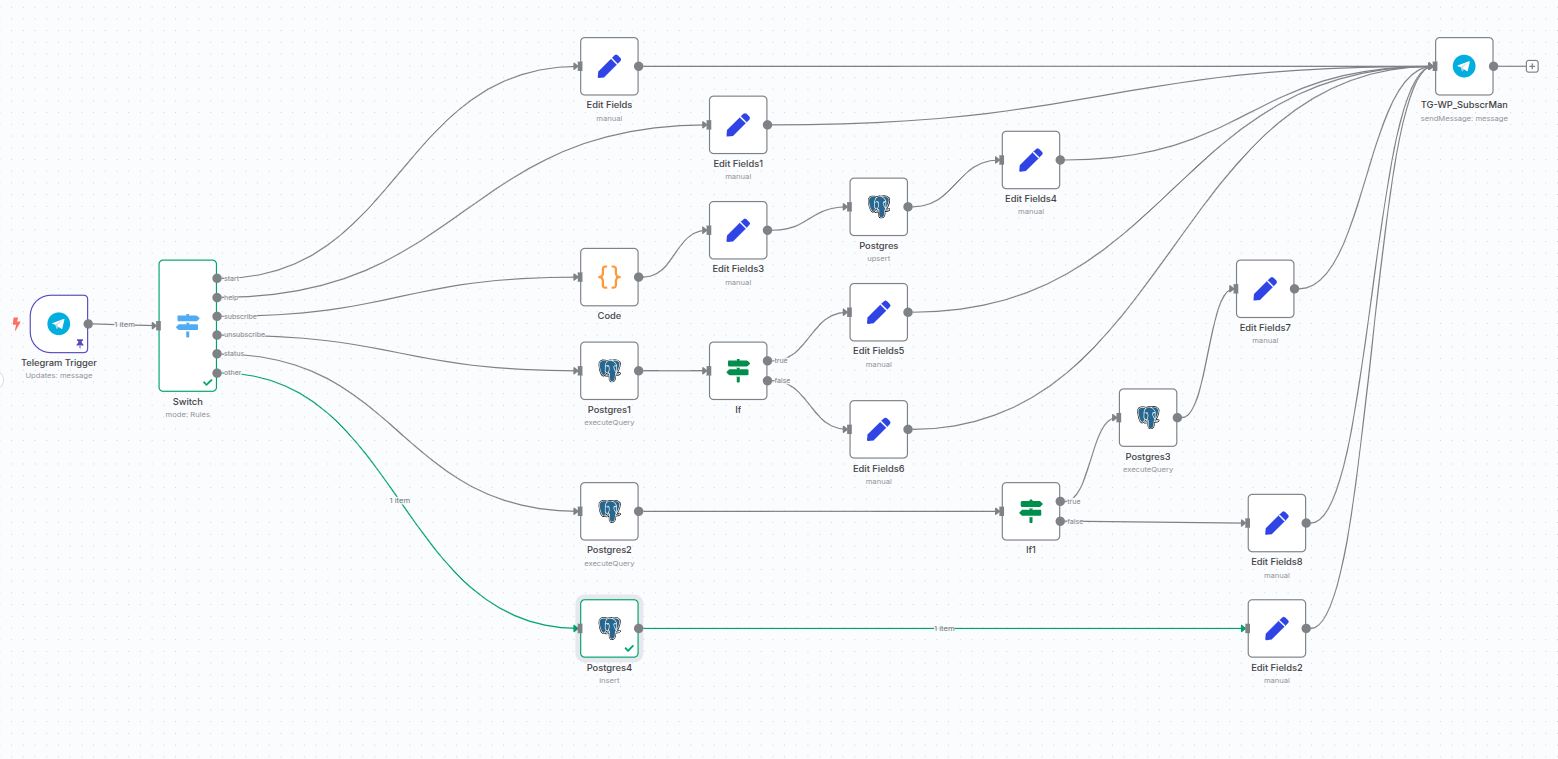 Edit Fields
manual
TG-WP_SubscrMan
sendMessage: message
Edit Fields1
manual
Edit Fields4
manual
Edit Fields3
manual
Postgres
upsert
Code
start
help
subscribe
unsubscribe
status
other
Telegram Trigger
Updates: message
1 item
Switch
mode: Rules
Edit Fields5
manual
Edit Fields7
manual
Postgres1
executeQuery
If
true
false
Edit Fields6
manual
Postgres3
executeQuery
1 item
Postgres2
executeQuery
If1
true
false
Edit Fields8
manual
Postgres4
insert
1 item
Edit Fields2
manual